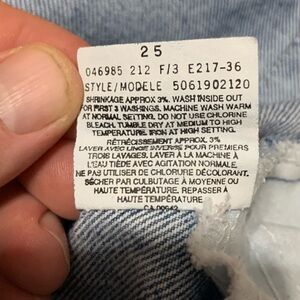 25
046985 212 F/3 E217-36
STYLE/MODELE 5061902120
SHRINKAGE APPROX 3%. WASH INSIDE OUT
FOR FIRST 3 WASHINGS. MACHINE WASH WARM
AT NORMAL SETTING. DO NOT USE CHLORINE
BLEACH. TUMBLE DRY AT MEDIUM TO HIGH
TEMPERATURE. IRON AT HIGH SETTING.
RÉTRÉCISSEMENT APPROX. 3%
LAVER AVEC LINGE INVERSE POUR PREMIERS
TROIS LAVAGES. LAVER À LA MACHINE À
L'EAU TIÈDE AVEC AGITATION NORMALE.
NE PAS UTILISER DE CHLORURE DÉCOLORANT.
SÉCHER PAR CULBUTAGE À MOYENNE OU
HAUTE TEMPÉRATURE. REPASSER À
HAUTE TEMPÉRATURE.